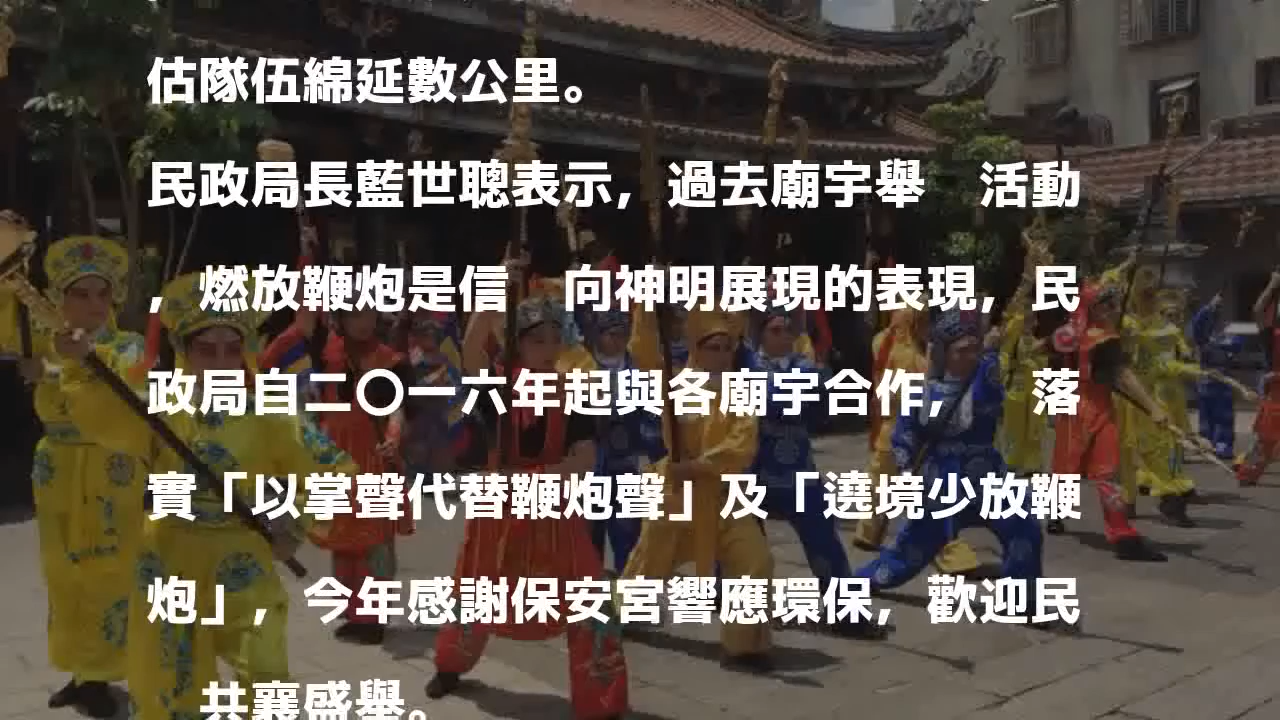 估隊伍綿延數公里。
民政局長藍世聰表示，過去廟宇舉　活動
，燃放鞭炮是信　向神明展現的表現，民
政局自二〇一六年起與各廟宇合作，　落
實「以掌聲代替鞭炮聲」及「遶境少放鞭
炮」，今年感謝保安宮響應環保，歡迎民
　共襄盛舉。